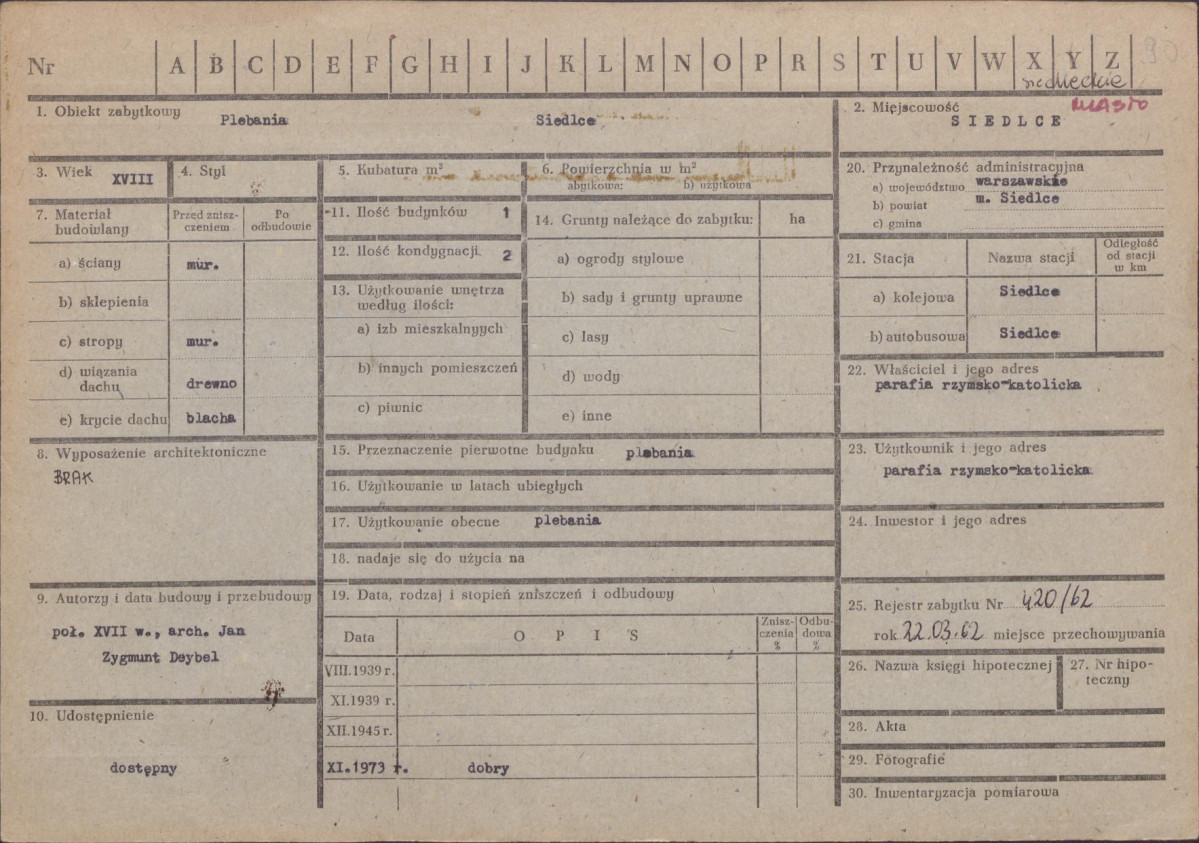 Nr A B C D E F G H I J K L M N O P R S T U V W X Y Z 90.
siedleckie
1. Obiekt zabytkowy
Plebania Siedlce
2. Miejscowość MIASTO
SIEDLCE
3. Wiek XVIII
4. Styl
5. Kubatura m³
6. Powierzchnia w m²
abytkowa: b) użytkowa
20. Przynależność administracyjna
a) województwo warszawskie
b) powiat m. Siedlce
c) gmina
7. Materiał budowlany
Przed zniszczeniem
Po odbudowie
a) ściany mur.
b) sklepienia
c) stropy mur.
d) wiązania dachu drewno
e) krycie dachu blacha
11. Ilość budynków 1
12. Ilość kondygnacji 2
13. Użytkowanie wnętrza
według ilości:
a) izb mieszkalnyych
b) innych pomieszczeń
c) piwnic
14. Grunty należące do zabytku: ha
a) ogrody stylowe
b) sady i grunty uprawne
c) lasy
d) wody
e) inne
21. Stacja Nazwa stacji Odległość od stacji w km
a) kolejowa Siedlce
b) autobusowa Siedlce
22. Właściciel i jego adres
parafia rzymsko-katolicka
8. Wyposażenie architektoniczne
BRAK
15. Przeznaczenie pierwotne budynku plebania
16. Użytkowanie w latach ubiegłych
17. Użytkowanie obecne plebania
18. nadaje się do użycia na
23. Użytkownik i jego adres
parafia rzymsko-katolicka
24. Inwestor i jego adres
9. Autorzy i data budowy i przebudowy
poł. XVII w., arch. Jan
Zygmunt Deybel
10. Udostępnienie
dostępny
19. Data, rodzaj i stopień zniszczeń i odbudowy
Data OPIS Zniszczenia % Odbudowa %
VIII.1939 r.
XI.1939 r.
XII.1945 r.
XI.1973 r. dobry
25. Rejestr zabytku Nr 420/62
rok 22.03.62 miejsce przechowywania
26. Nazwa księgi hipotecznej
27. Nr hipoteczny
28. Akta
29. Fotografie
30. Inwentaryzacja pomiarowa